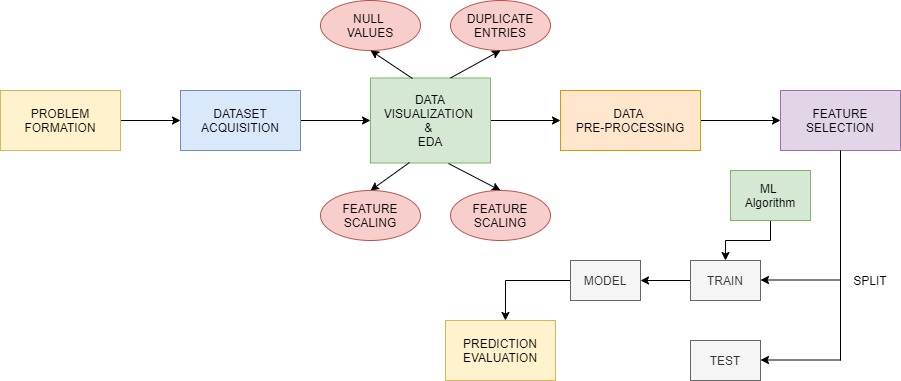 NULL
VALUES
DUPLICATE
ENTRIES
PROBLEM
FORMATION
DATASET
ACQUISITION
DATA
VISUALIZATION
&
EDA
DATA
PRE-PROCESSING
FEATURE
SELECTION
FEATURE
SCALING
FEATURE
SCALING
ML
Algorithm
MODEL
TRAIN
SPLIT
PREDICTION
EVALUATION
TEST